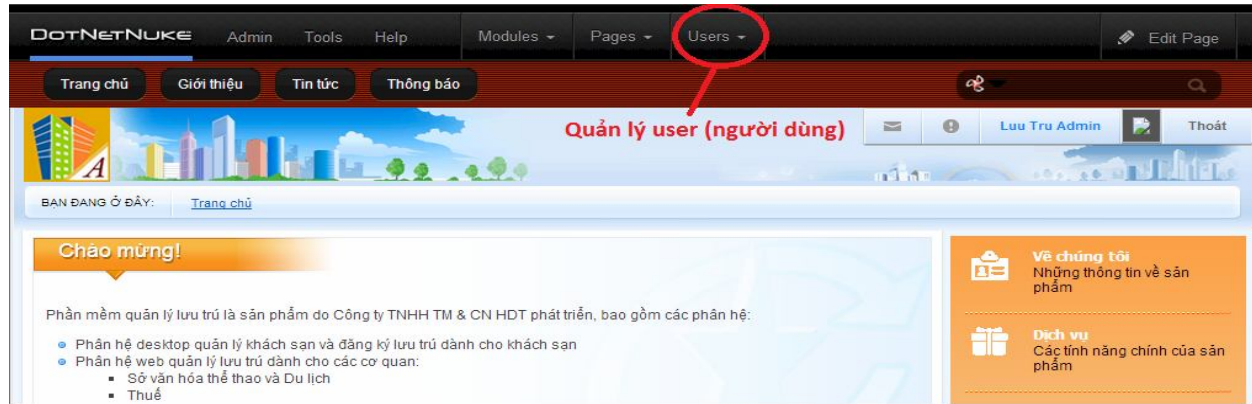 DOTNETNUKE Admin Tools Help Modules Pages Users Edit Page
Trang chủ Giới thiệu Tin tức Thông báo
Quản lý user (người dùng)
Luu Tru Admin Thoát
A
BẠN ĐANG Ở ĐÂY: Trang chủ
Chào mừng!
Phần mềm quản lý lưu trú là sản phẩm do Công ty TNHH TM & CN HDT phát triển, bao gồm các phân hệ:
Phân hệ desktop quản lý khách sạn và đăng ký lưu trú dành cho khách sạn
Phân hệ web quản lý lưu trú dành cho các cơ quan:
Sở văn hóa thể thao và Du lịch
Thuế
Về chúng tôi
Những thông tin về sản
phẩm
Dịch vụ
Các tính năng chính của sản
phẩm